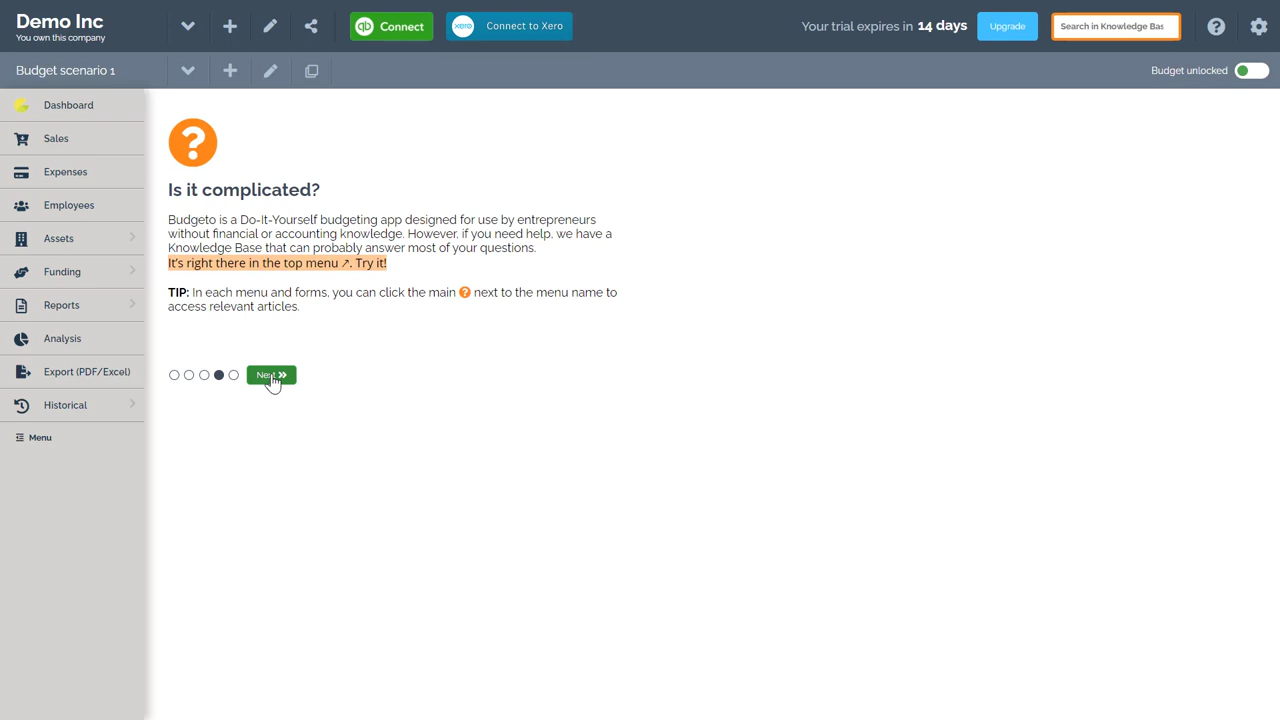 Demo Inc
You own this company
qb Connect
xero Connect to Xero
Your trial expires in 14 days
Upgrade
Search in Knowledge Bas
Budget scenario 1
Budget unlocked
Dashboard
Sales
Expenses
Employees
Assets
Funding
Reports
Analysis
Export (PDF/Excel)
Historical
Menu
Is it complicated?
Budgeto is a Do-It-Yourself budgeting app designed for use by entrepreneurs
without financial or accounting knowledge. However, if you need help, we have a
Knowledge Base that can probably answer most of your questions.
It's right there in the top menu ↗. Try it!
TIP: In each menu and forms, you can click the main ? next to the menu name to
access relevant articles.
Next »